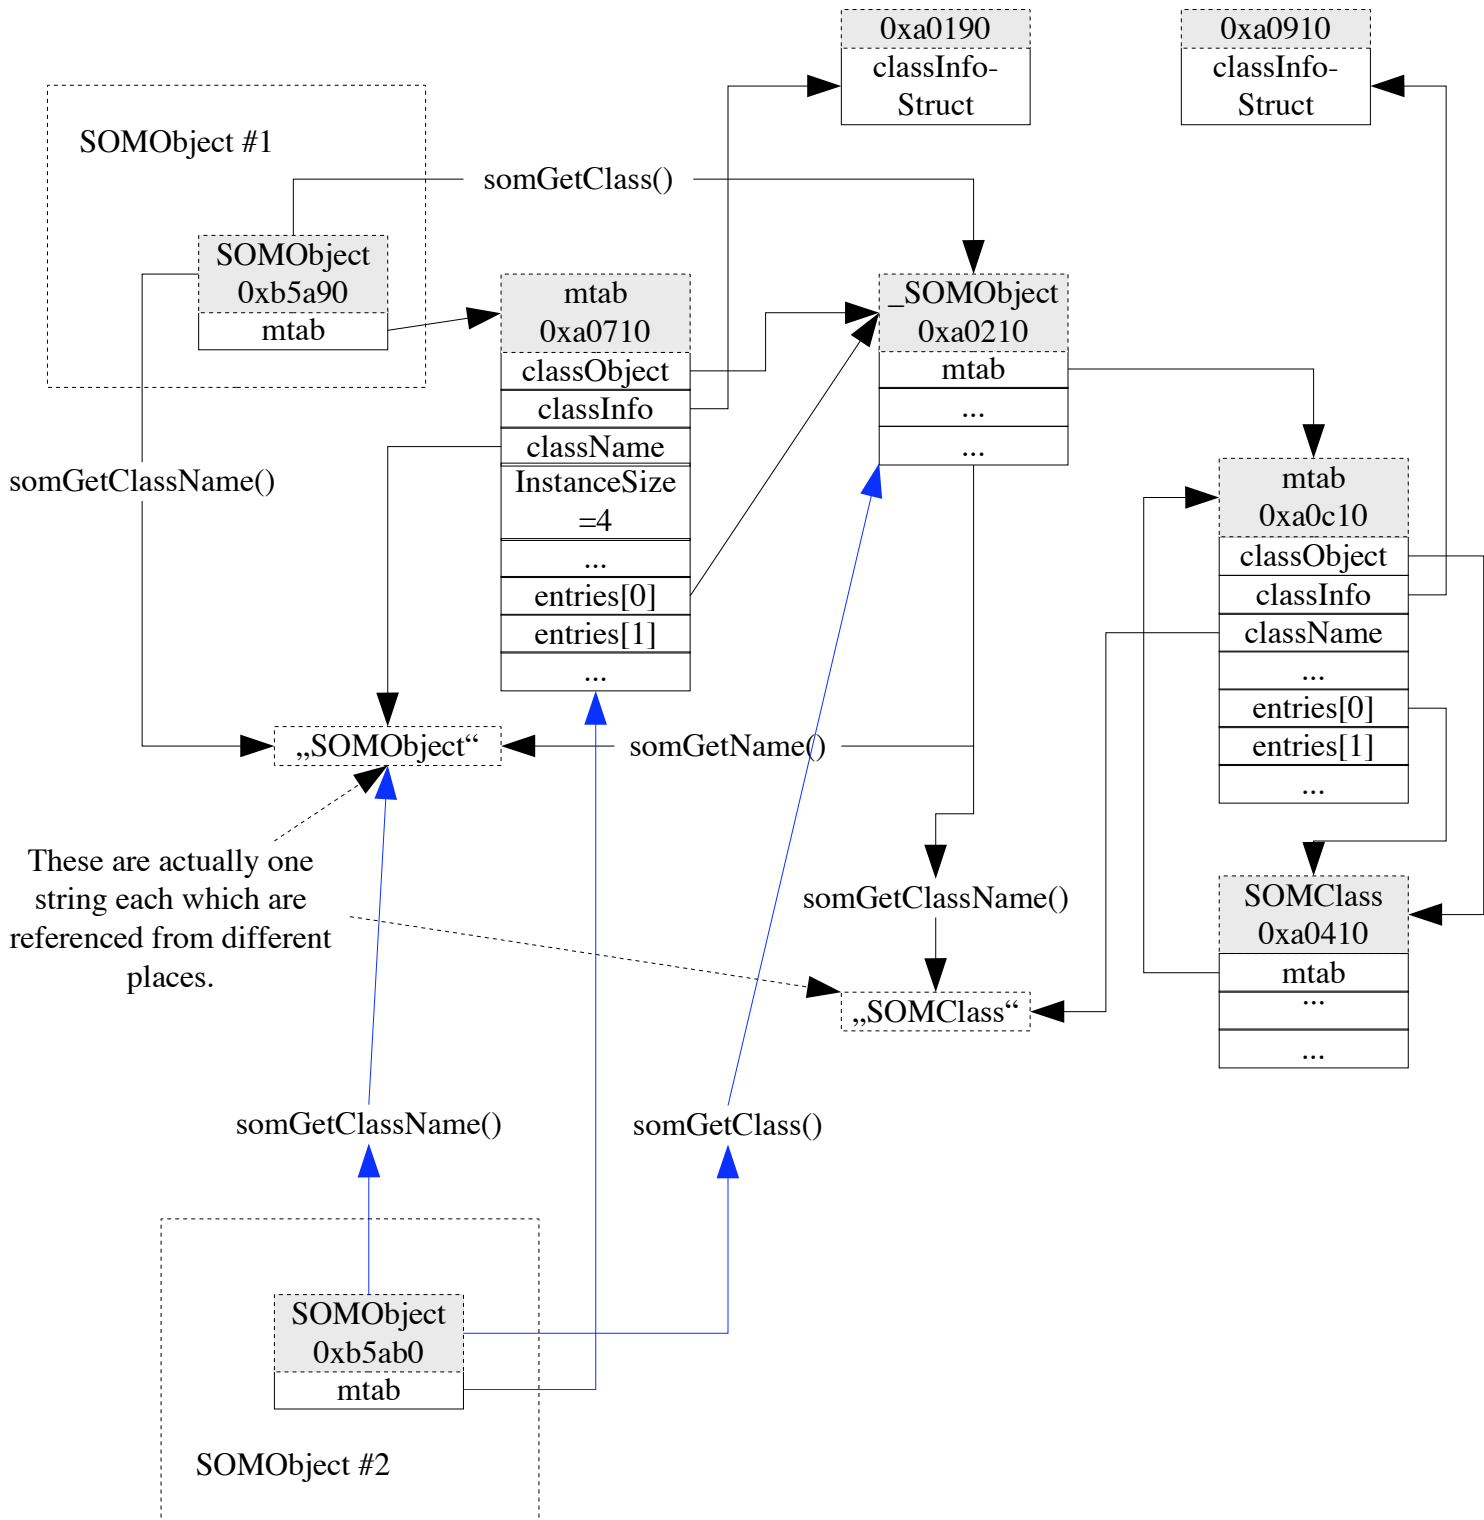 0xa0190
classInfo-
Struct
0xa0910
classInfo-
Struct
SOMObject #1
somGetClass()
SOMObject
0xb5a90
mtab
mtab
0xa0710
classObject
classInfo
className
InstanceSize
=4
...
entries[0]
entries[1]
...
_SOMObject
0xa0210
mtab
...
...
somGetClassName()
mtab
0xa0c10
classObject
classInfo
className
...
entries[0]
entries[1]
...
„SOMObject“
somGetName()
These are actually one
string each which are
referenced from different
places.
somGetClassName()
SOMClass
0xa0410
mtab
...
...
„SOMClass“
somGetClassName()
somGetClass()
SOMObject
0xb5ab0
mtab
SOMObject #2